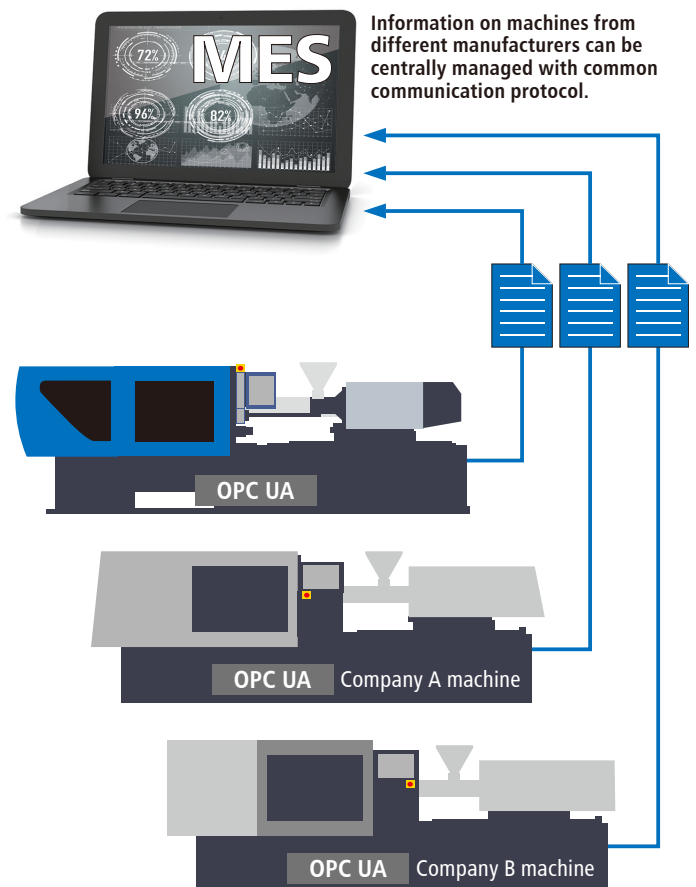 Information on machines from
different manufacturers can be
centrally managed with common
communication protocol.
MES
72%
96%
82%
OPC UA
OPC UA Company A machine
OPC UA Company B machine